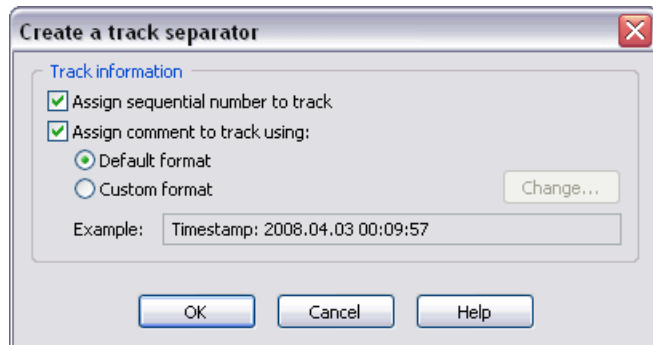 Create a track separator
Track information
Assign sequential number to track
Assign comment to track using:
Default format
Custom format
Change...
Example: Timestamp: 2008.04.03 00:09:57
OK Cancel Help